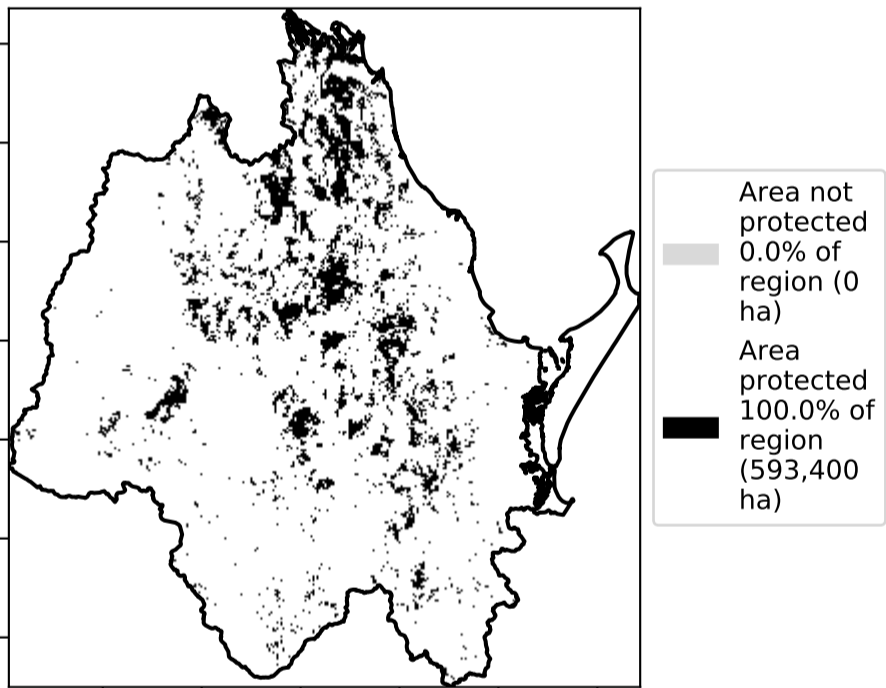 Area not
protected
0.0% of
region (0
ha)
Area
protected
100.0% of
region
(593,400
ha)